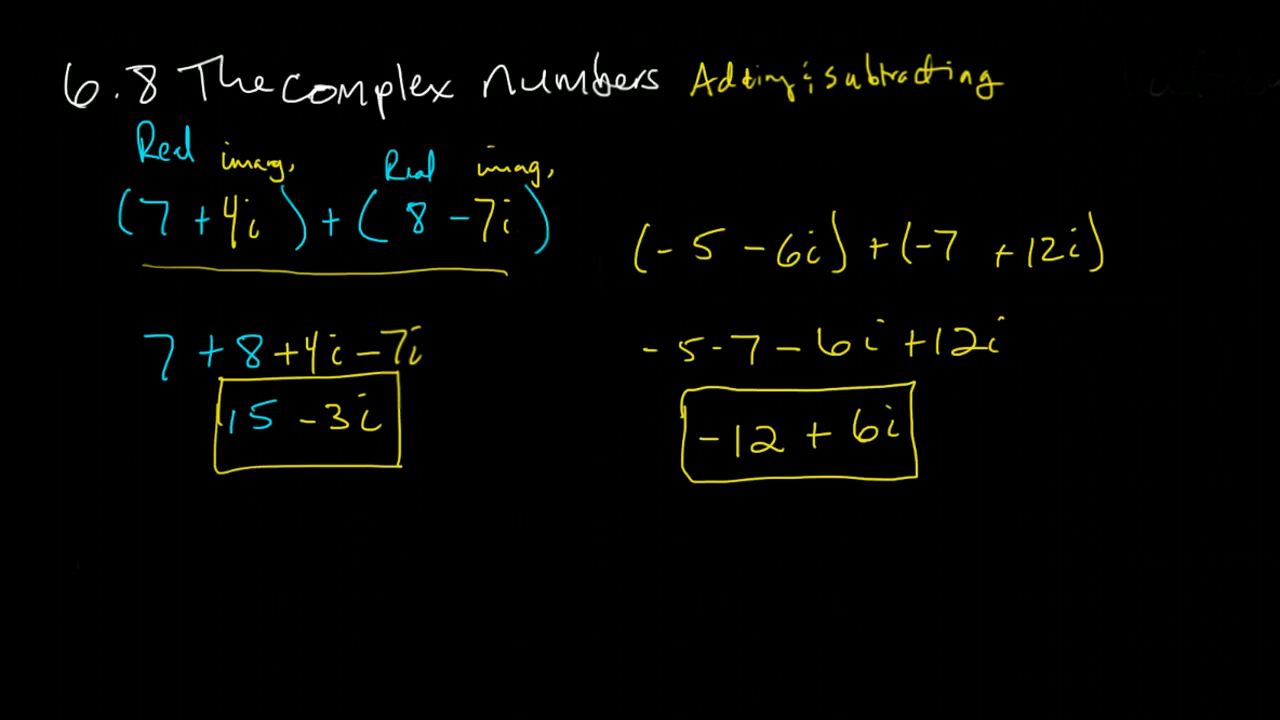 6.8 The complex numbers Adding & subtracting
Real imag. Real imag.
(7 + 4i) + (8 - 7i)
7 + 8 + 4i - 7i
15 - 3i
(- 5 - 6i) + (-7 + 12i)
- 5 - 7 - 6i + 12i
-12 + 6i